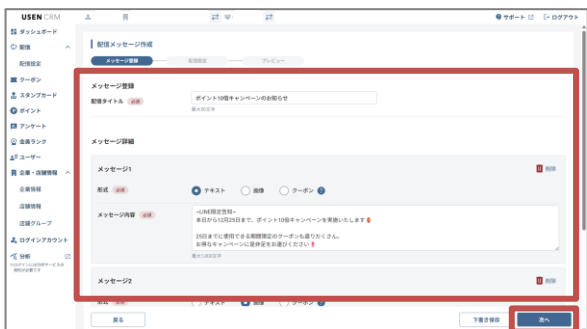 USEN CRM
サポート
ログアウト
ダッシュボード
配信
配信設定
クーポン
スタンプカード
ポイント
アンケート
会員ランク
ユーザー
企業・店舗情報
企業情報
店舗情報
店舗グループ
ログインアカウント
分析
配信メッセージ作成
メッセージ登録
配信設定
プレビュー
メッセージ登録
配信タイトル 必須
ポイント10倍キャンペーンのお知らせ
メッセージ詳細
メッセージ1
削除
形式 必須
テキスト 画像 クーポン
メッセージ内容 必須
本日から12月25日まで、ポイント10倍キャンペーンを実施いたします
25日までに使用できる期間限定のクーポンも盛りだくさん。
お得なキャンペーンに是非足をお運びください
メッセージ2
削除
形式 必須
テキスト 画像 クーポン
戻る
下書き保存
次へ